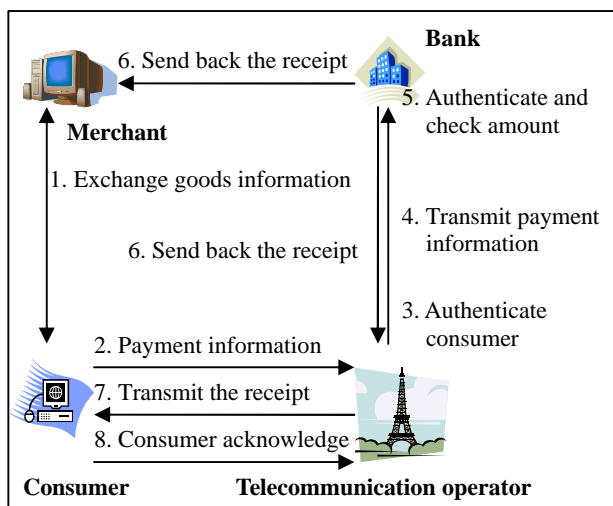 Bank
6. Send back the receipt
5. Authenticate and
check amount
Merchant
1. Exchange goods information
4. Transmit payment
information
6. Send back the receipt
3. Authenticate
consumer
2. Payment information
7. Transmit the receipt
8. Consumer acknowledge
Consumer
Telecommunication operator